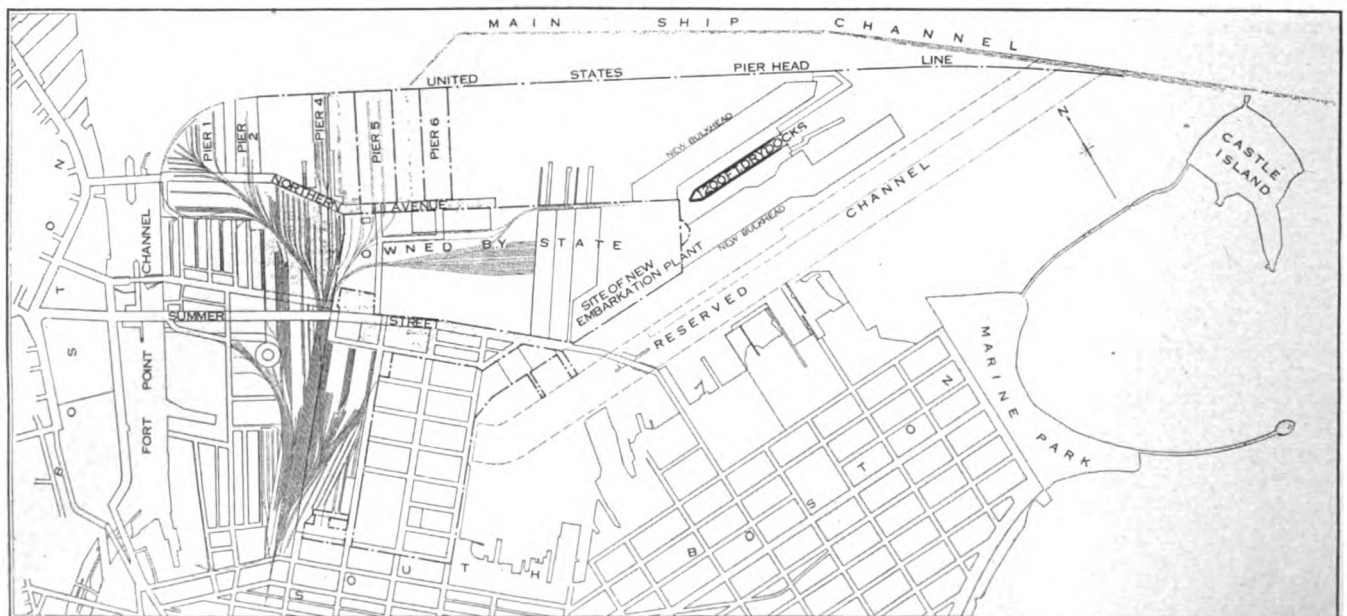 MAIN SHIP CHANNEL
UNITED STATES PIER HEAD LINE
PIER 1
PIER 2
PIER 4
PIER 5
PIER 6
NEW BULKHEAD
1200 FT. DRYDOCKS
CASTLE ISLAND
N
NORTHERN AVENUE
OWNED BY STATE
CHANNEL
FORT POINT
BOSTON
SUMMER STREET
SITE OF NEW
EMBARKATION PLANT
NEW BULKHEAD
RESERVED CHANNEL
MARINE PARK
SOUTH BOSTON